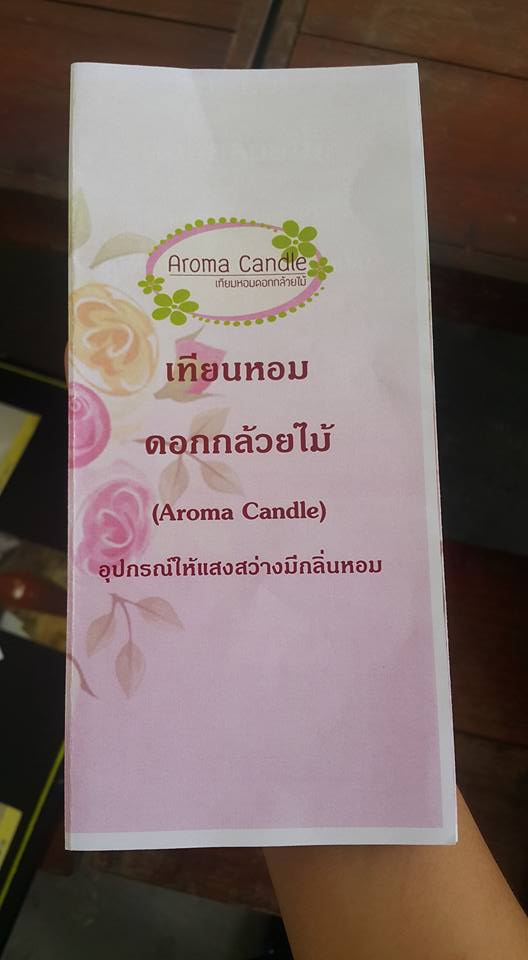 Aroma Candle
เทียมหอมดอกกล้วยไม้
เทียนหอม
ดอกกล้วยไม้
(Aroma Candle)
อุปกรณ์ให้แสงสว่างมีกลิ่นหอม